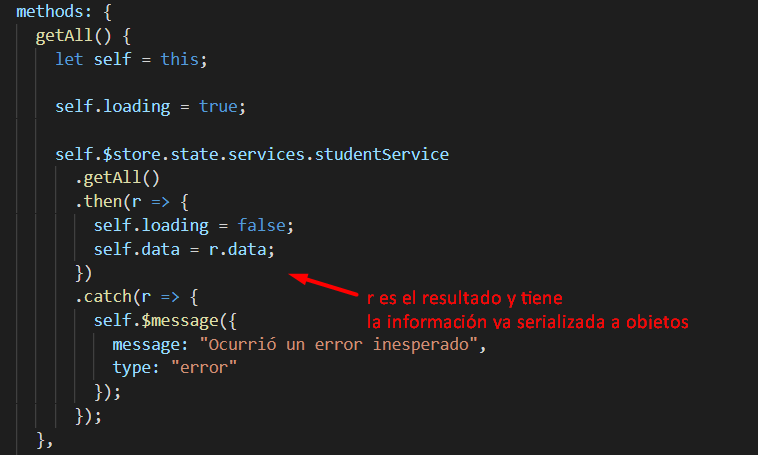 methods: {
getAll() {
let self = this;
self.loading = true;
self.$store.state.services.studentService
.getAll()
.then(r => {
self.loading = false;
self.data = r.data;
})
.catch(r => {
self.$message({
message: "Ocurrió un error inesperado",
type: "error"
});
});
},
r es el resultado y tiene
la información va serializada a objetos